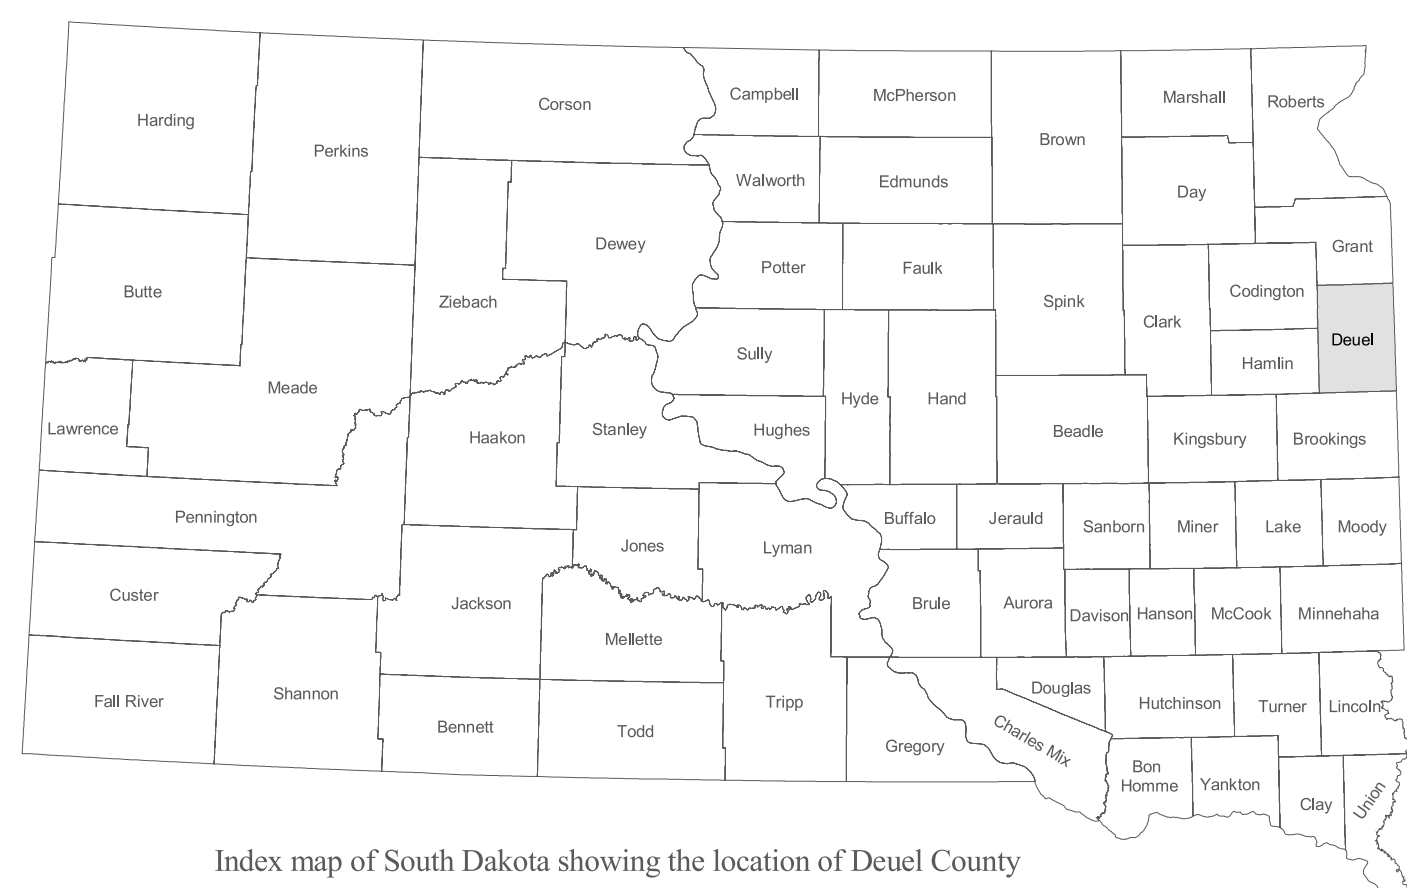 Harding
Perkins
Corson
Campbell
McPherson
Brown
Marshall
Roberts
Walworth
Edmunds
Day
Dewey
Potter
Faulk
Grant
Butte
Ziebach
Spink
Clark
Codington
Deuel
Sully
Hamlin
Meade
Hyde
Hand
Lawrence
Haakon
Stanley
Hughes
Beadle
Kingsbury
Brookings
Pennington
Jones
Lyman
Buffalo
Jerauld
Sanborn
Miner
Lake
Moody
Custer
Jackson
Brule
Aurora
Davison
Hanson
McCook
Minnehaha
Mellette
Fall River
Shannon
Bennett
Todd
Tripp
Gregory
Charles Mix
Douglas
Hutchinson
Turner
Lincoln
Bon
Homme
Yankton
Clay
Union
Index map of South Dakota showing the location of Deuel County